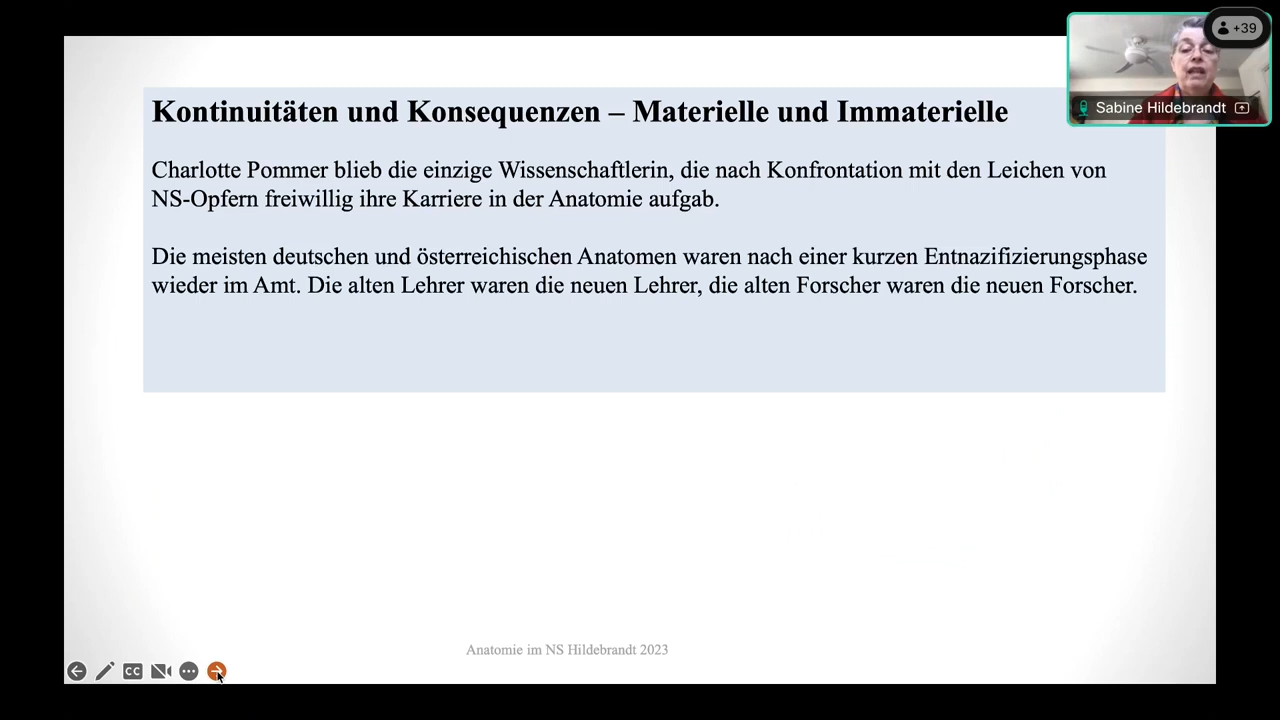 +39
Sabine Hildebrandt
Kontinuitäten und Konsequenzen – Materielle und Immaterielle
Charlotte Pommer blieb die einzige Wissenschaftlerin, die nach Konfrontation mit den Leichen von
NS-Opfern freiwillig ihre Karriere in der Anatomie aufgab.
Die meisten deutschen und österreichischen Anatomen waren nach einer kurzen Entnazifizierungsphase
wieder im Amt. Die alten Lehrer waren die neuen Lehrer, die alten Forscher waren die neuen Forscher.
Anatomie im NS Hildebrandt 2023
CC